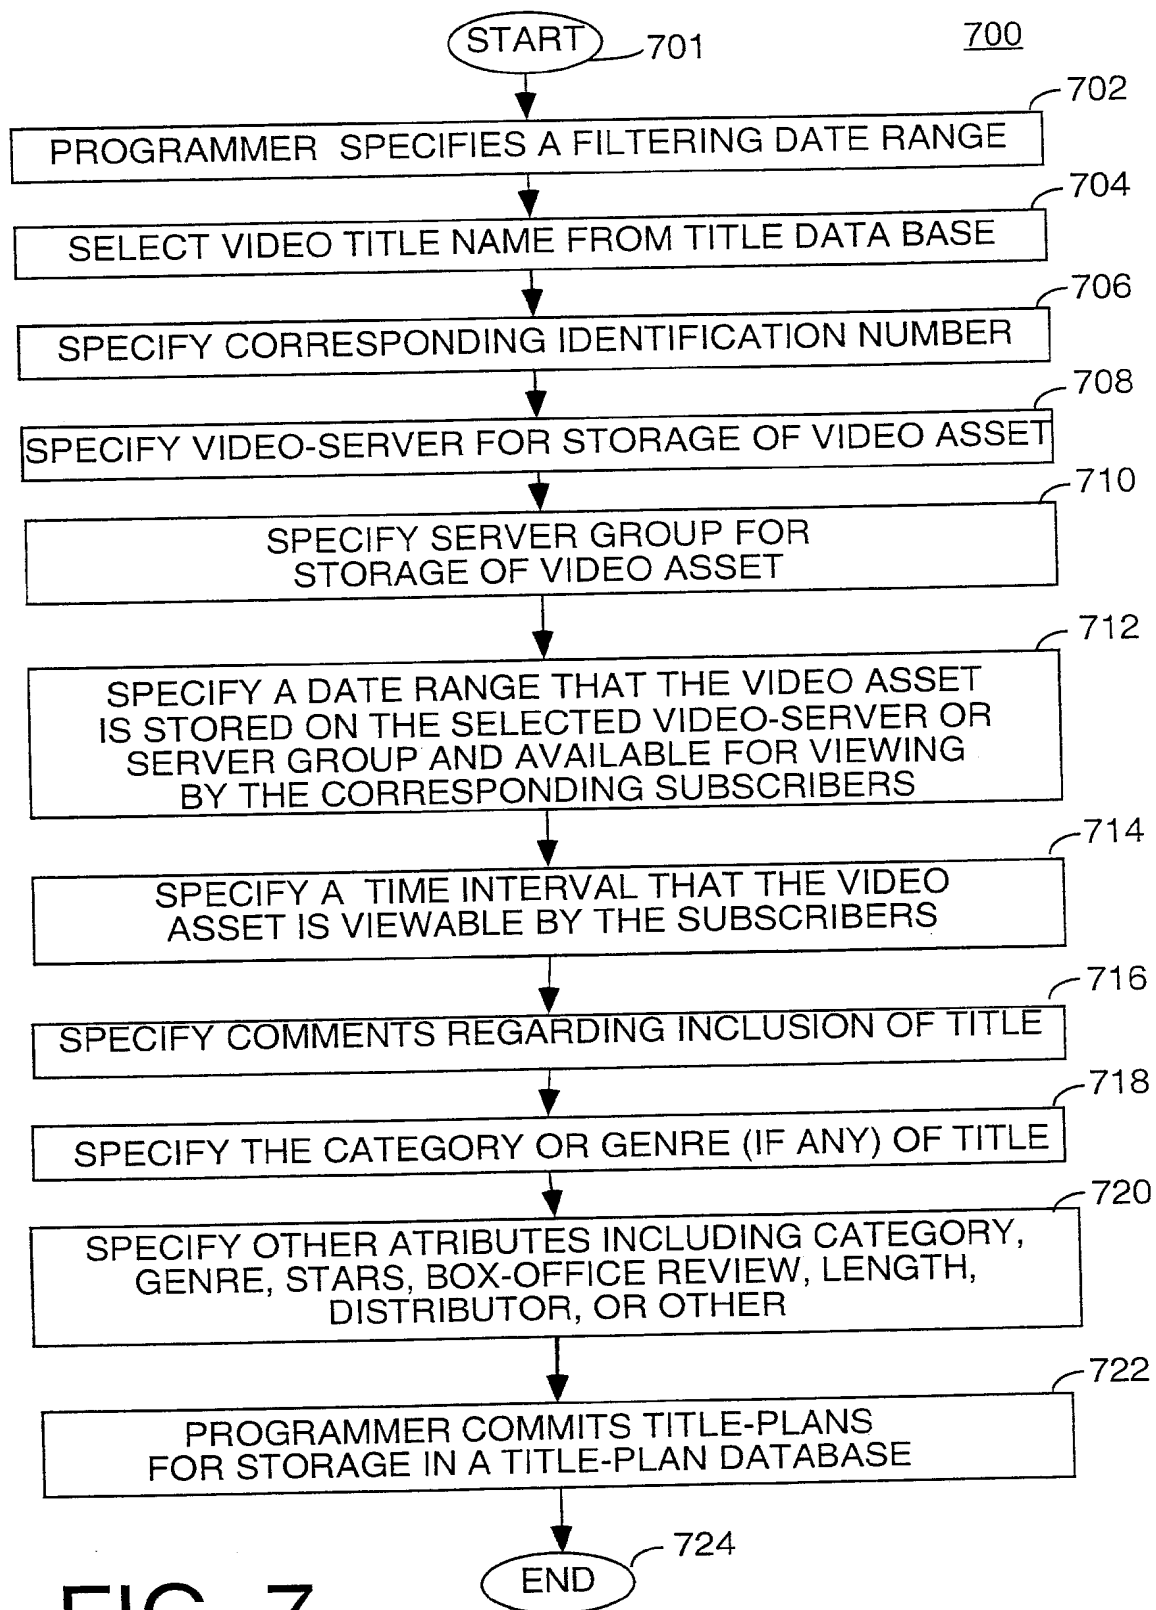 START
701
700
702
PROGRAMMER SPECIFIES A FILTERING DATE RANGE
704
SELECT VIDEO TITLE NAME FROM TITLE DATA BASE
706
SPECIFY CORRESPONDING IDENTIFICATION NUMBER
708
SPECIFY VIDEO-SERVER FOR STORAGE OF VIDEO ASSET
710
SPECIFY SERVER GROUP FOR
STORAGE OF VIDEO ASSET
712
SPECIFY A DATE RANGE THAT THE VIDEO ASSET
IS STORED ON THE SELECTED VIDEO-SERVER OR
SERVER GROUP AND AVAILABLE FOR VIEWING
BY THE CORRESPONDING SUBSCRIBERS
714
SPECIFY A TIME INTERVAL THAT THE VIDEO
ASSET IS VIEWABLE BY THE SUBSCRIBERS
716
SPECIFY COMMENTS REGARDING INCLUSION OF TITLE
718
SPECIFY THE CATEGORY OR GENRE (IF ANY) OF TITLE
720
SPECIFY OTHER ATRIBUTES INCLUDING CATEGORY,
GENRE, STARS, BOX-OFFICE REVIEW, LENGTH,
DISTRIBUTOR, OR OTHER
722
PROGRAMMER COMMITS TITLE-PLANS
FOR STORAGE IN A TITLE-PLAN DATABASE
724
END
FIG. 7